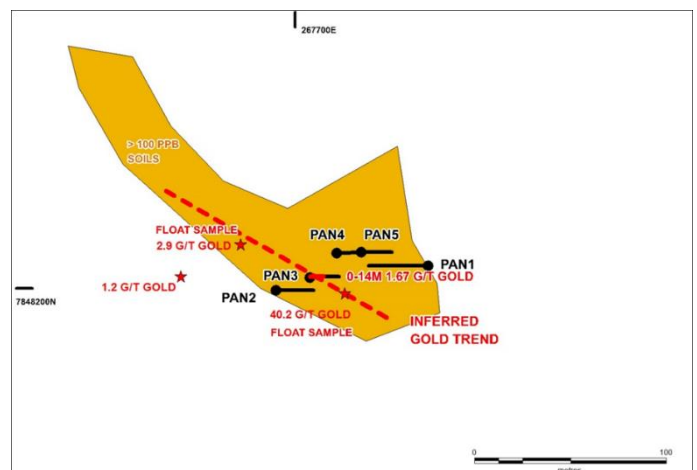 267700E
> 100 PPB
SOILS
FLOAT SAMPLE
2.9 G/T GOLD
PAN4
PAN5
PAN1
PAN3
0-14M 1.67 G/T GOLD
1.2 G/T GOLD
PAN2
7848200N
40.2 G/T GOLD
FLOAT SAMPLE
INFERRED
GOLD TREND
0
100
metres